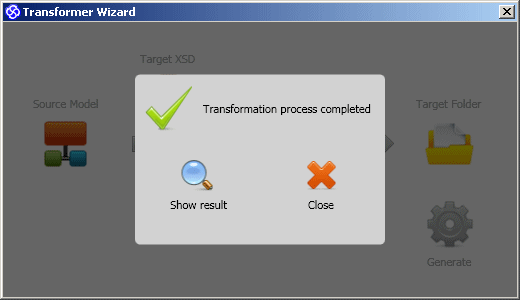 Transformer Wizard
Target XSD
Source Model
Transformation process completed
Target Folder
Show result
Close
Generate